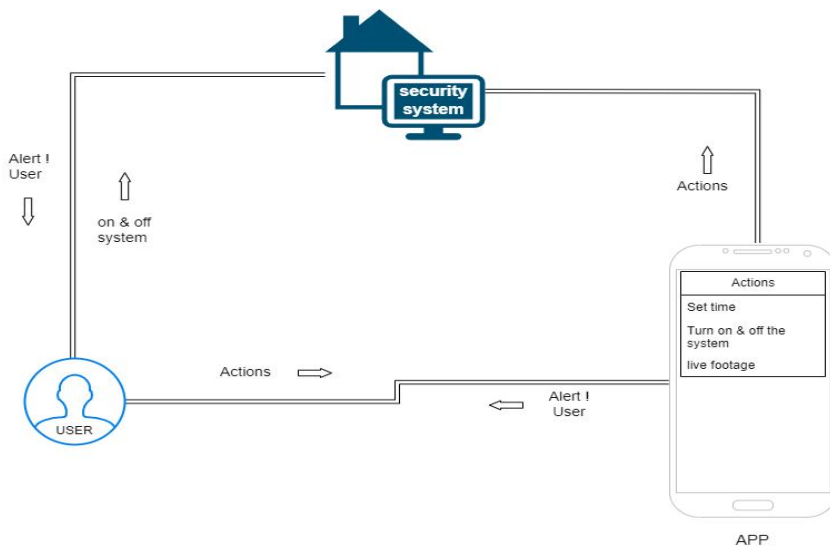 security
system
Alert !
User
on & off
system
Actions
Actions
Set time
Turn on & off the
system
live footage
Actions
Alert !
User
USER
APP